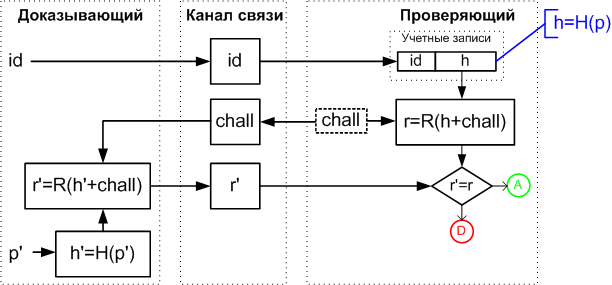 Доказывающий
Канал связи
Проверяющий
h=H(p)
Учетные записи
id
id
id
h
chall
chall
r=R(h+chall)
r'=R(h'+chall)
r'
r'=r
A
D
p'
h'=H(p')